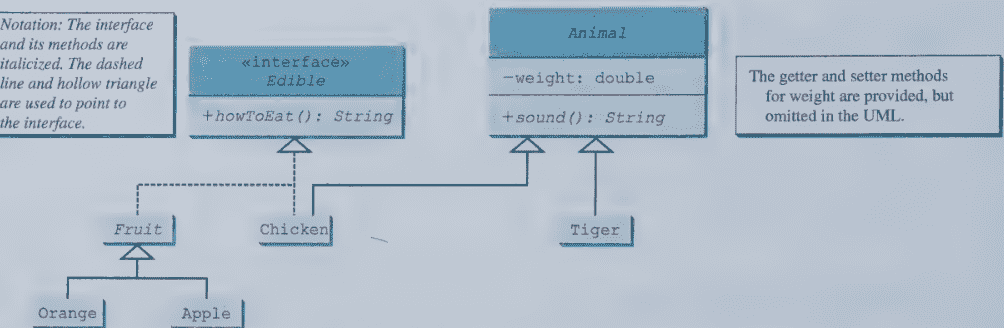 Notation: The interface
and its methods are
italicized. The dashed
line and hollow triangle
are used to point to
the interface.
«interface»
Edible
+howToEat(): String
Animal
−weight: double
+sound(): String
The getter and setter methods
for weight are provided, but
omitted in the UML.
Fruit
Chicken
Tiger
Orange
Apple